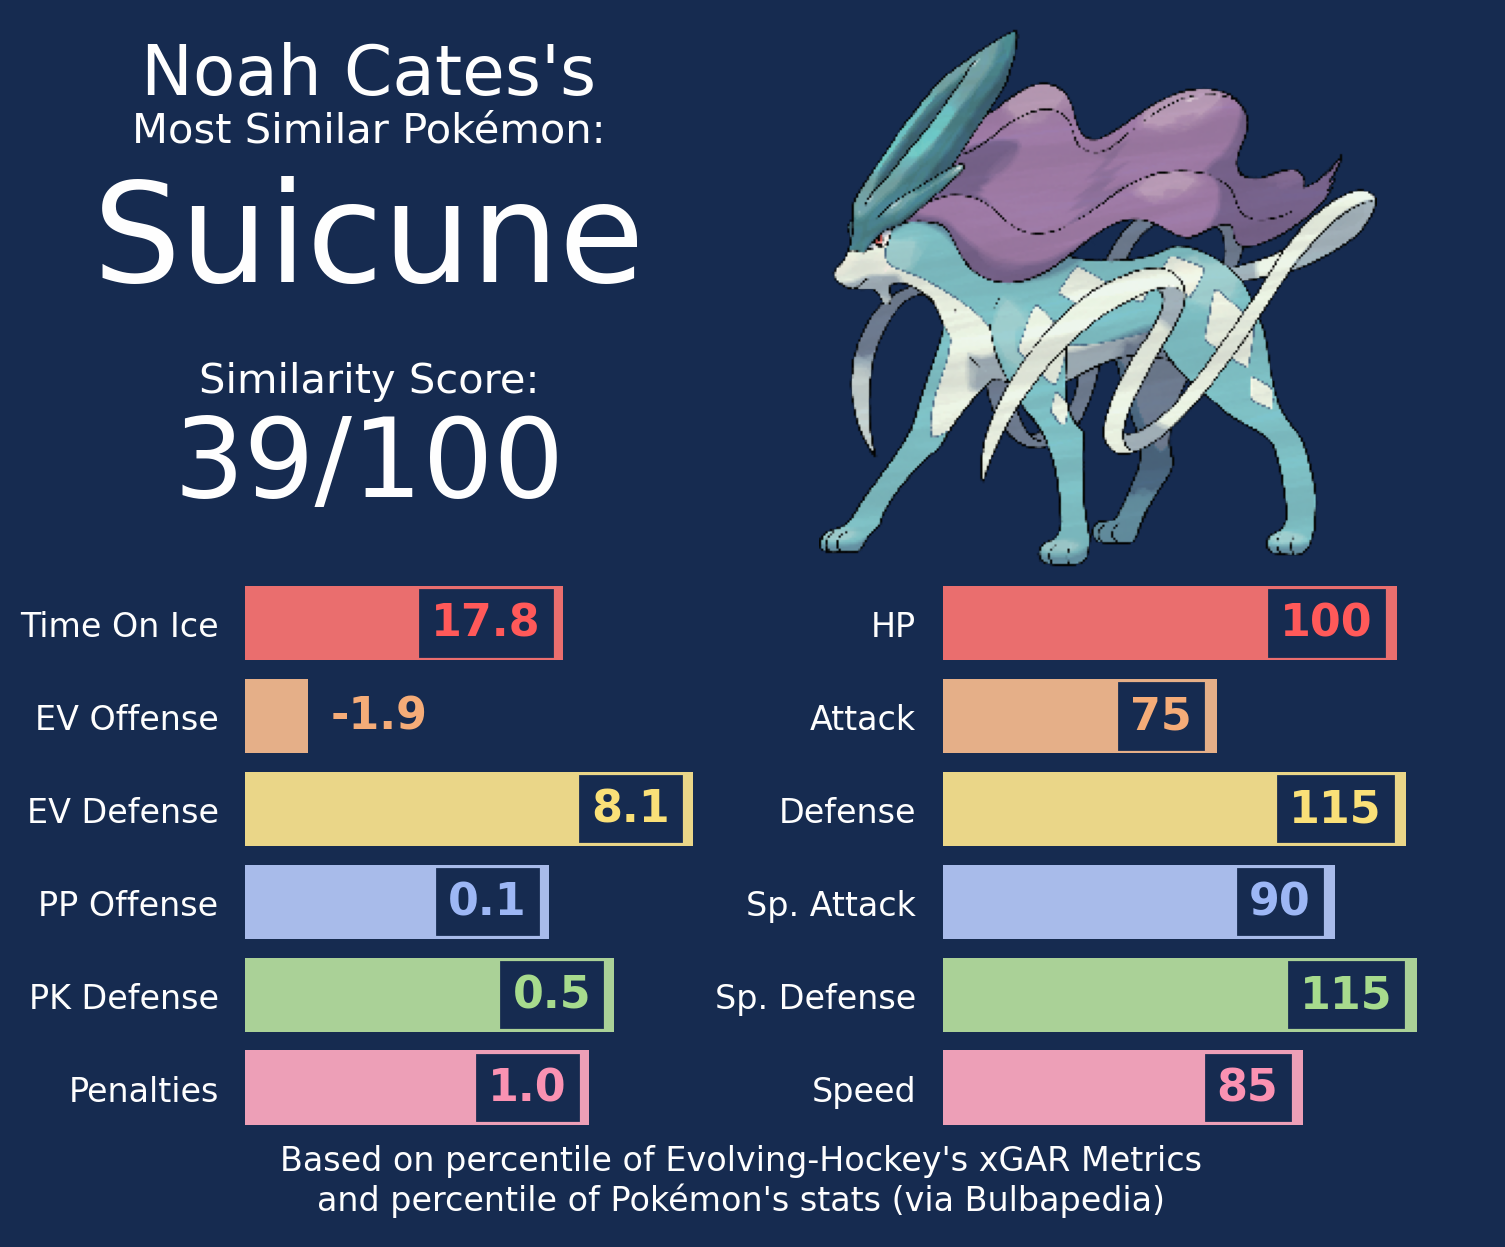 Noah Cates's
Most Similar Pokémon:
Suicune
Similarity Score:
39/100
Time On Ice 17.8
EV Offense -1.9
EV Defense 8.1
PP Offense 0.1
PK Defense 0.5
Penalties 1.0
HP 100
Attack 75
Defense 115
Sp. Attack 90
Sp. Defense 115
Speed 85
Based on percentile of Evolving-Hockey's xGAR Metrics
and percentile of Pokémon's stats (via Bulbapedia)